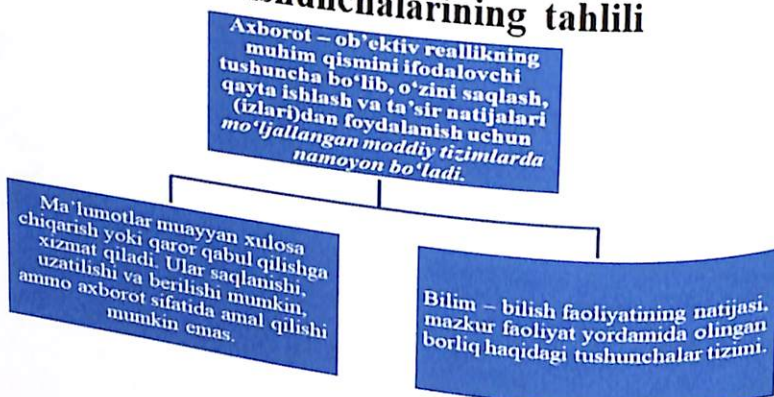 tushunchalarining tahlili
Axborot – ob’ektiv reallikning
muhim qismini ifodalovchi
tushuncha bo‘lib, o‘zini saqlash,
qayta ishlash va ta’sir natijalari
(izlari)dan foydalanish uchun
mo‘ljallangan moddiy tizimlarda
namoyon bo‘ladi.
Ma’lumotlar muayyan xulosa
chiqarish yoki qaror qabul qilishga
xizmat qiladi. Ular saqlanishi,
uzatilishi va berilishi mumkin,
ammo axborot sifatida amal qilishi
mumkin emas.
Bilim – bilish faoliyatining natijasi,
mazkur faoliyat yordamida olingan
borliq haqidagi tushunchalar tizimi.